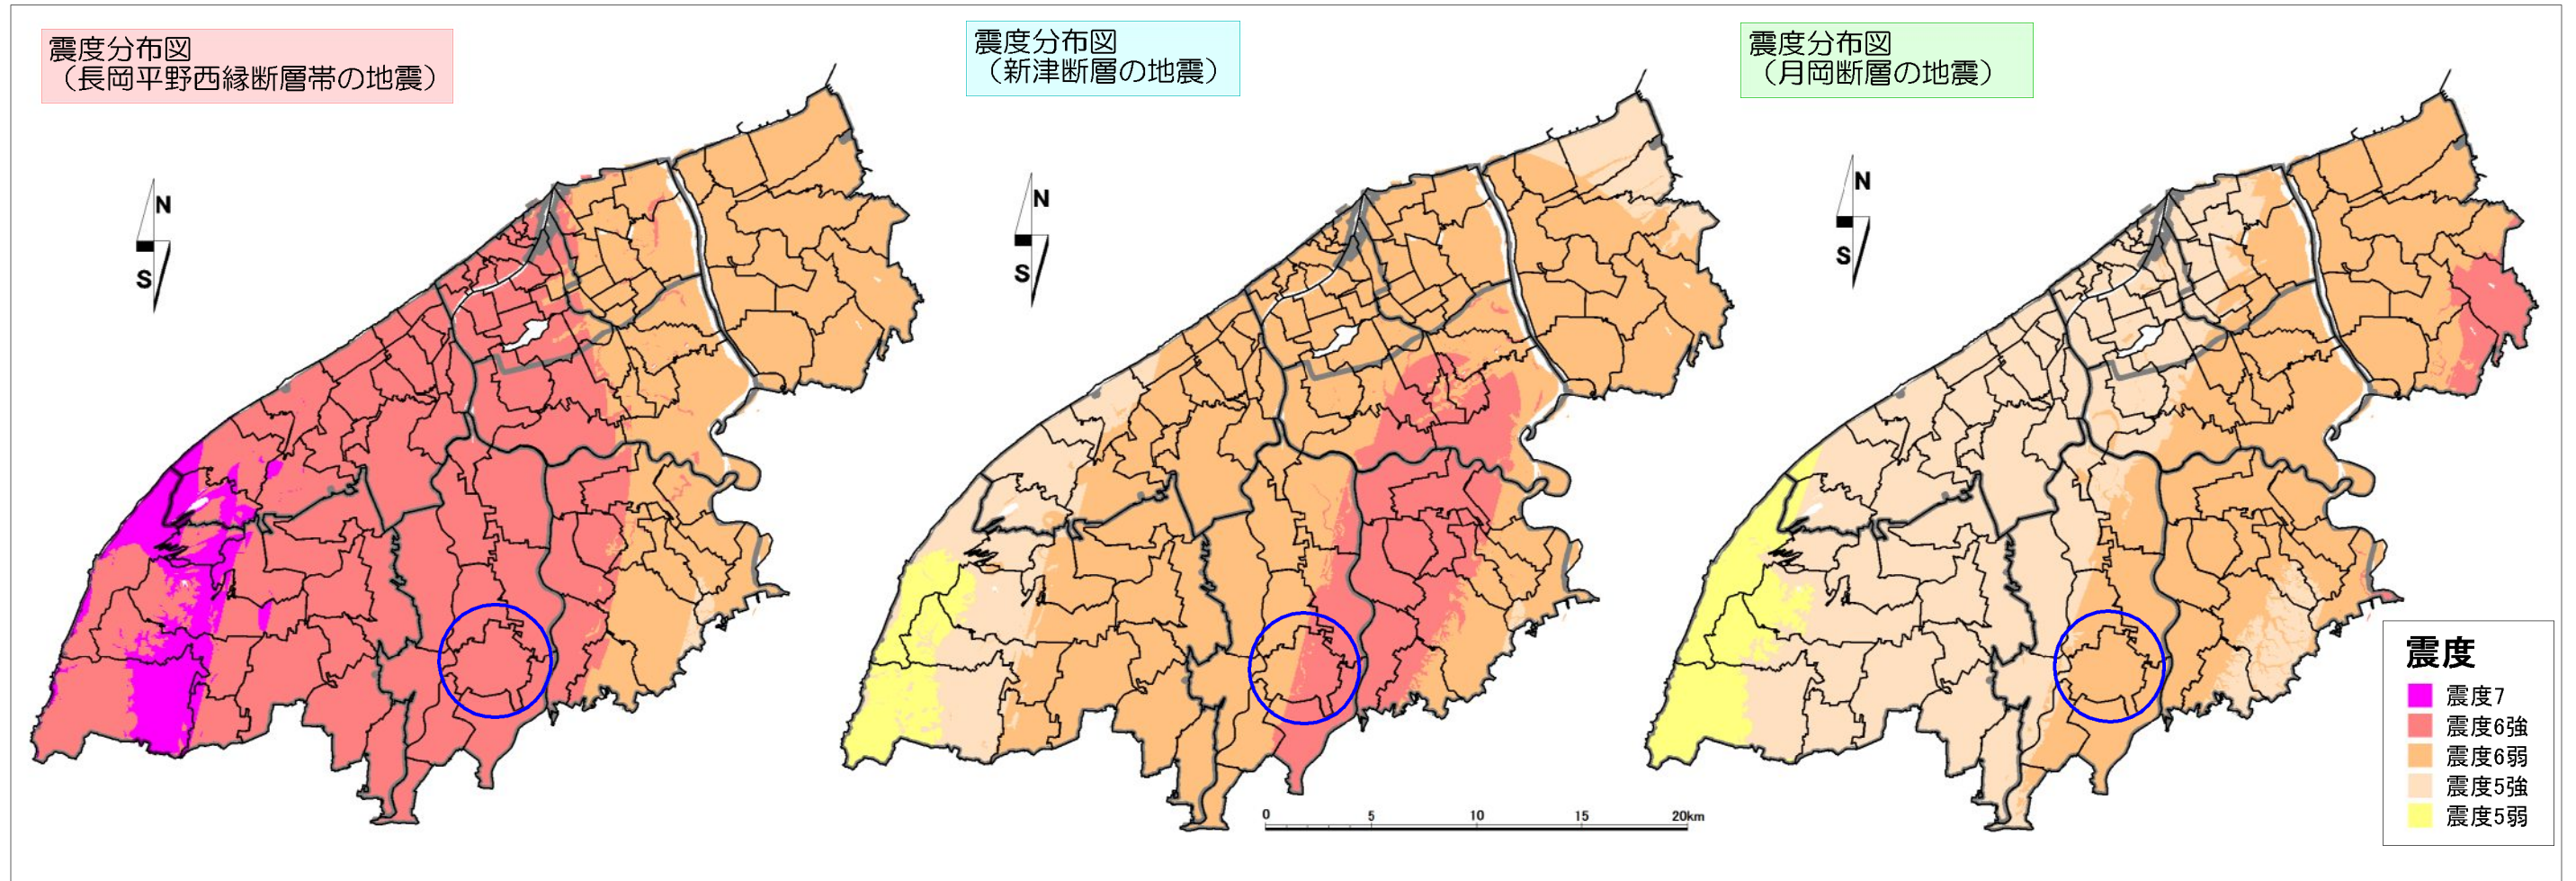 震度分布図
（長岡平野西縁断層帯の地震）
震度分布図
（新津断層の地震）
震度分布図
（月岡断層の地震）
N
S
N
S
N
S
0 5 10 15 20km
震度
震度7
震度6強
震度6弱
震度5強
震度5弱